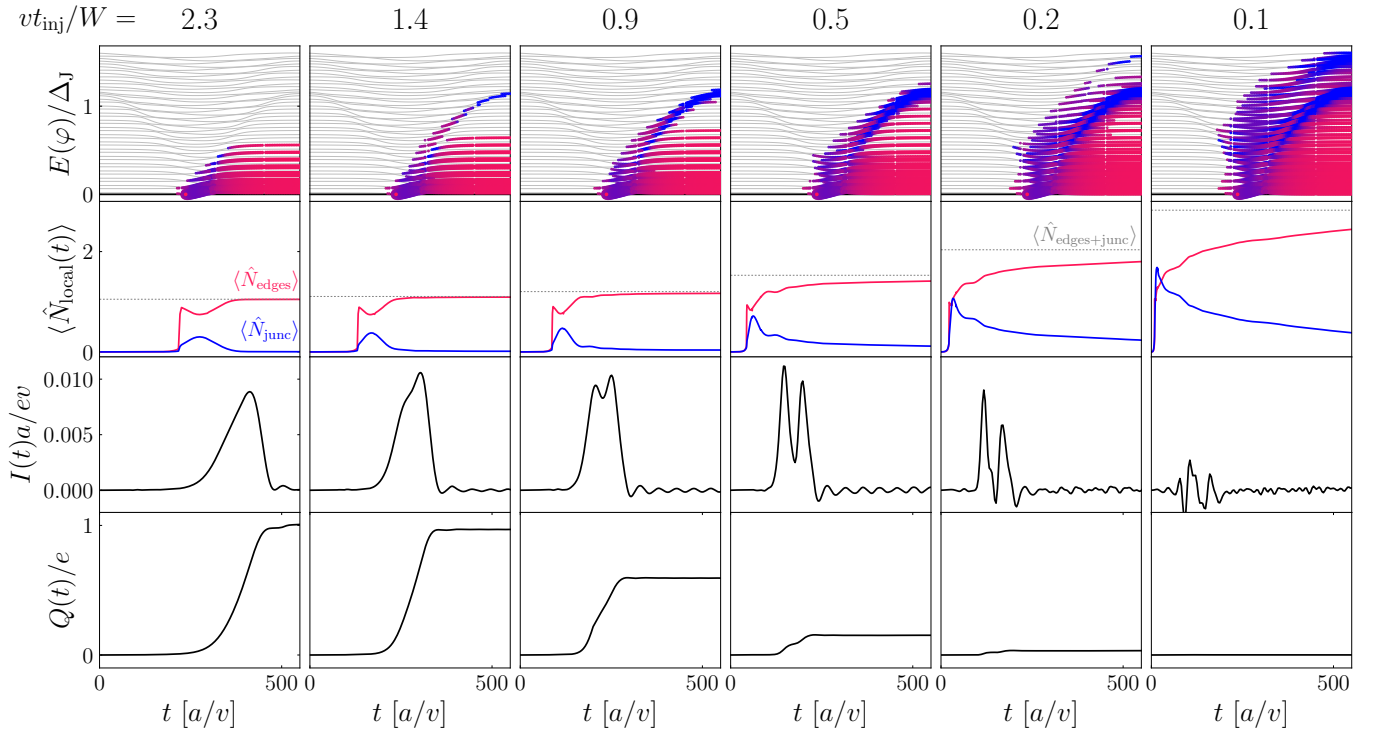 vt_inj/W = 2.3 1.4 0.9 0.5 0.2 0.1
E(φ)/Δ_J
1
0
⟨N̂_local(t)⟩
2
0
⟨N̂_edges⟩
⟨N̂_junc⟩
⟨N̂_edges+junc⟩
I(t)a/ev
0.010
0.005
0.000
Q(t)/e
1
0
0 500 0 500 0 500 0 500 0 500 0 500
t [a/v] t [a/v] t [a/v] t [a/v] t [a/v] t [a/v]